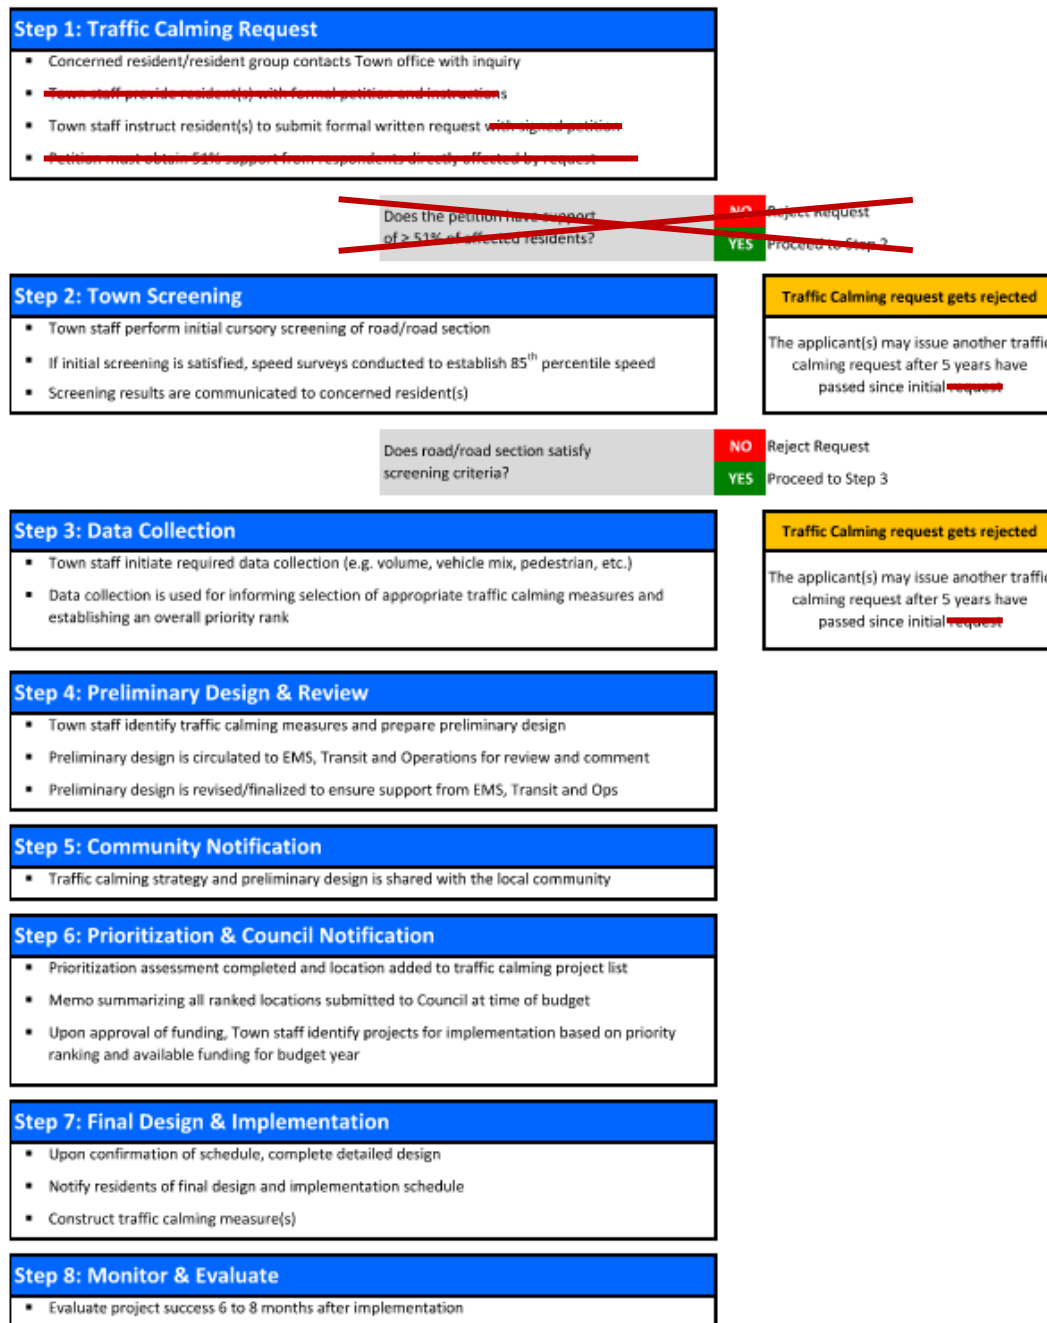 Step 1: Traffic Calming Request
▪ Concerned resident/resident group contacts Town office with inquiry
▪ Town staff provide resident(s) with formal petition and instructions
▪ Town staff instruct resident(s) to submit formal written request with signed petition
▪ Petition must obtain 51% support from respondents directly affected by request
Does the petition have support
of > 51% of affected residents?
NO Reject Request
YES Proceed to Step 2
Step 2: Town Screening
▪ Town staff perform initial cursory screening of road/road section
▪ If initial screening is satisfied, speed surveys conducted to establish 85th percentile speed
▪ Screening results are communicated to concerned resident(s)
Traffic Calming request gets rejected
The applicant(s) may issue another traffic
calming request after 5 years have
passed since initial request
Does road/road section satisfy
screening criteria?
NO Reject Request
YES Proceed to Step 3
Step 3: Data Collection
▪ Town staff initiate required data collection (e.g. volume, vehicle mix, pedestrian, etc.)
▪ Data collection is used for informing selection of appropriate traffic calming measures and
establishing an overall priority rank
Traffic Calming request gets rejected
The applicant(s) may issue another traffic
calming request after 5 years have
passed since initial request
Step 4: Preliminary Design & Review
▪ Town staff identify traffic calming measures and prepare preliminary design
▪ Preliminary design is circulated to EMS, Transit and Operations for review and comment
▪ Preliminary design is revised/finalized to ensure support from EMS, Transit and Ops
Step 5: Community Notification
▪ Traffic calming strategy and preliminary design is shared with the local community
Step 6: Prioritization & Council Notification
▪ Prioritization assessment completed and location added to traffic calming project list
▪ Memo summarizing all ranked locations submitted to Council at time of budget
▪ Upon approval of funding, Town staff identify projects for implementation based on priority
ranking and available funding for budget year
Step 7: Final Design & Implementation
▪ Upon confirmation of schedule, complete detailed design
▪ Notify residents of final design and implementation schedule
▪ Construct traffic calming measure(s)
Step 8: Monitor & Evaluate
▪ Evaluate project success 6 to 8 months after implementation